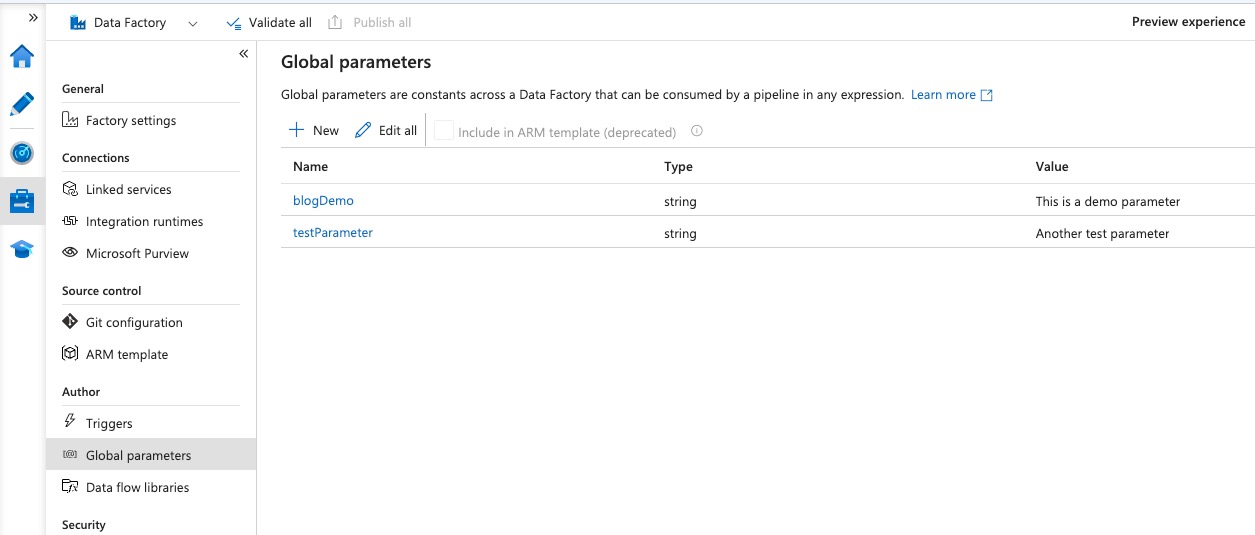 Data Factory Validate all Publish all Preview experience
General
Factory settings
Connections
Linked services
Integration runtimes
Microsoft Purview
Source control
Git configuration
ARM template
Author
Triggers
Global parameters
Data flow libraries
Security
Global parameters
Global parameters are constants across a Data Factory that can be consumed by a pipeline in any expression. Learn more
New Edit all Include in ARM template (deprecated)
Name Type Value
blogDemo string This is a demo parameter
testParameter string Another test parameter